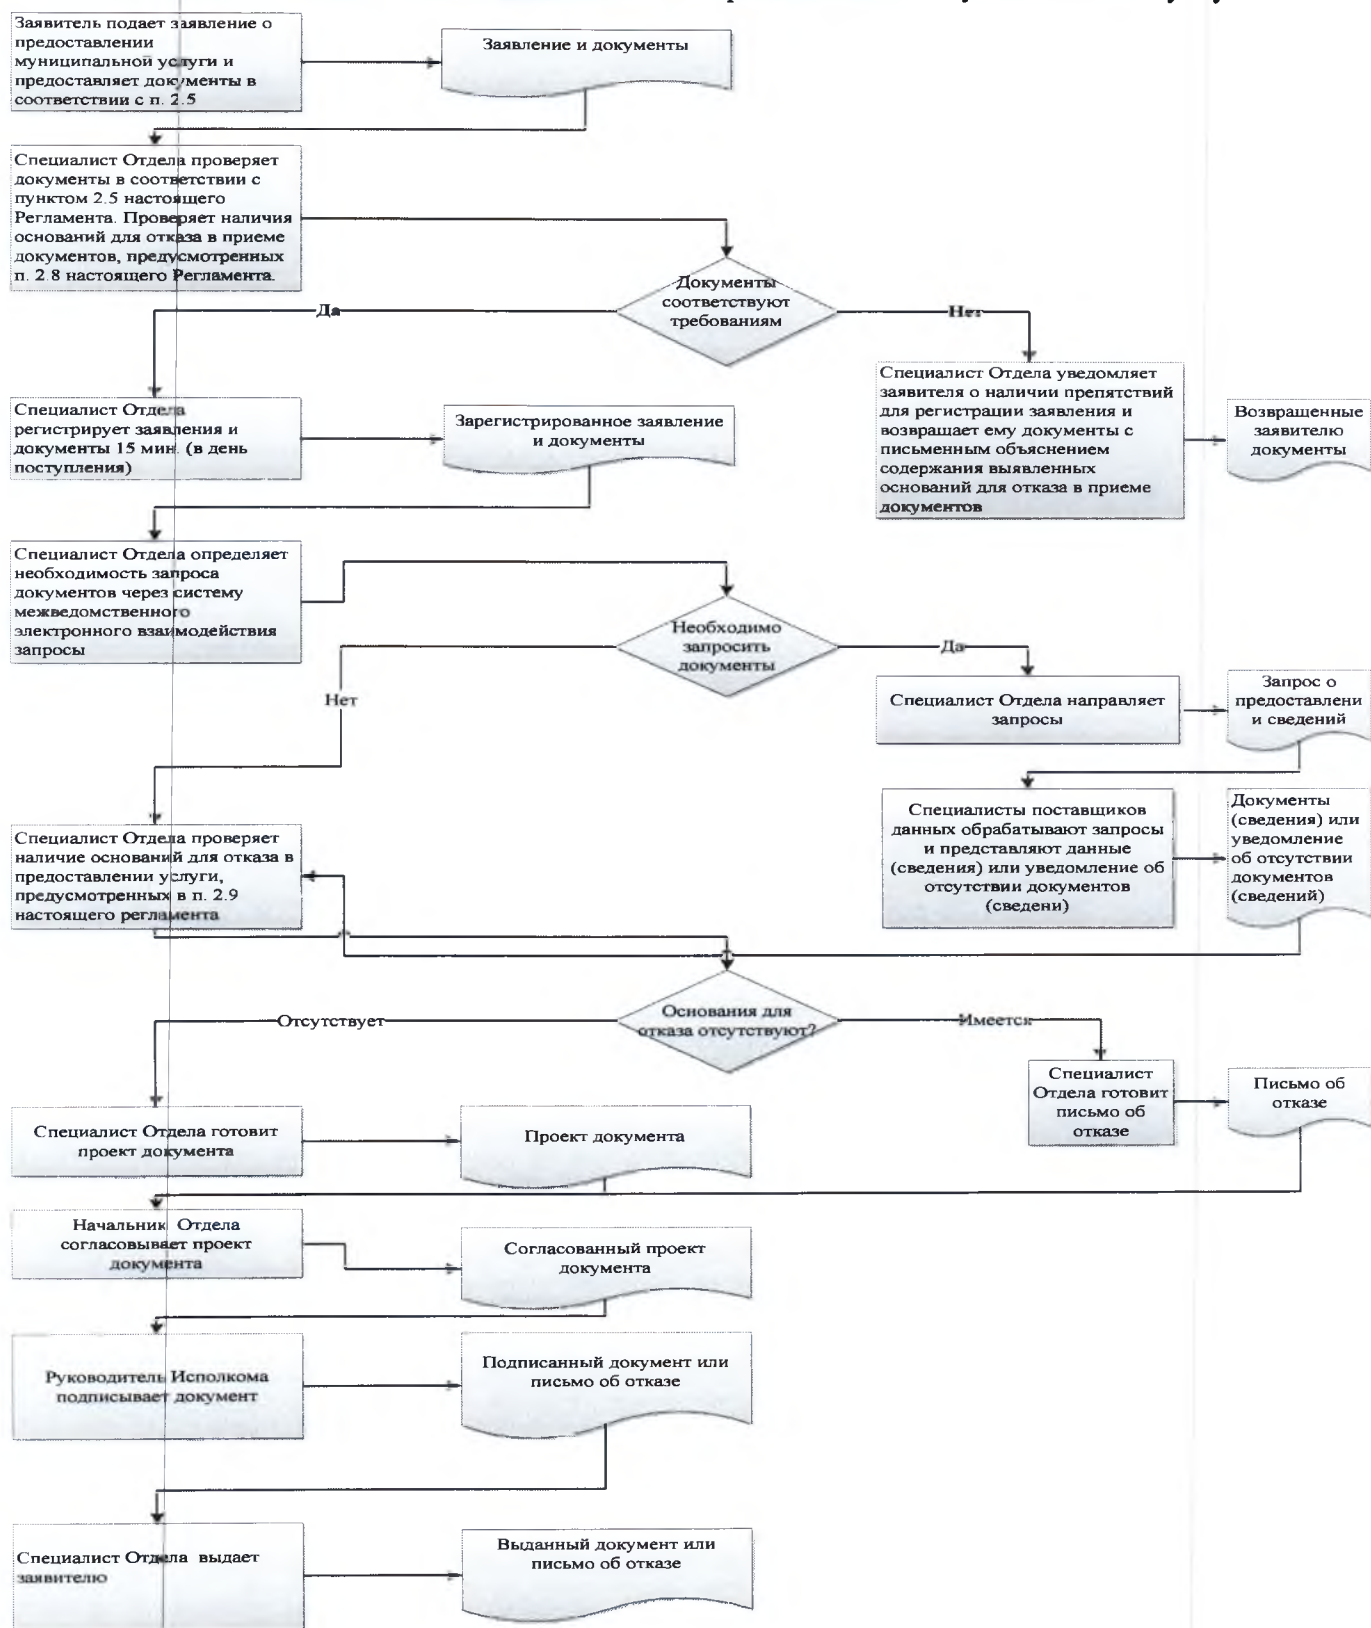 Заявитель подает заявление о
предоставлении
муниципальной услуги и
предоставляет документы в
соответствии с п. 2.5
Заявление и документы
Специалист Отдела проверяет
документы в соответствии с
пунктом 2.5 настоящего
Регламента. Проверяет наличия
оснований для отказа в приеме
документов, предусмотренных
п. 2.8 настоящего Регламента.
Документы
соответствуют
требованиям
Да
Нет
Специалист Отдела уведомляет
заявителя о наличии препятствий
для регистрации заявления и
возвращает ему документы с
письменным объяснением
содержания выявленных
оснований для отказа в приеме
документов
Возвращенные
заявителю
документы
Специалист Отдела
регистрирует заявления и
документы 15 мин. (в день
поступления)
Зарегистрированное заявление
и документы
Специалист Отдела определяет
необходимость запроса
документов через систему
межведомственного
электронного взаимодействия
запросы
Необходимо
запросить
документы
Да
Нет
Специалист Отдела направляет
запросы
Запрос о
предоставлени
и сведений
Специалисты поставщиков
данных обрабатывают запросы
и представляют данные
(сведения) или уведомление об
отсутствии документов
(сведени)
Документы
(сведения) или
уведомление
об отсутствии
документов
(сведений)
Специалист Отдела проверяет
наличие оснований для отказа в
предоставлении услуги,
предусмотренных в п. 2.9
настоящего регламента
Основания для
отказа отсутствуют?
Отсутствует
Имеется
Специалист
Отдела готовит
письмо об
отказе
Письмо об
отказе
Специалист Отдела готовит
проект документа
Проект документа
Начальник Отдела
согласовывает проект
документа
Согласованный проект
документа
Руководитель Исполкома
подписывает документ
Подписанный документ или
письмо об отказе
Специалист Отдела выдает
заявителю
Выданный документ или
письмо об отказе